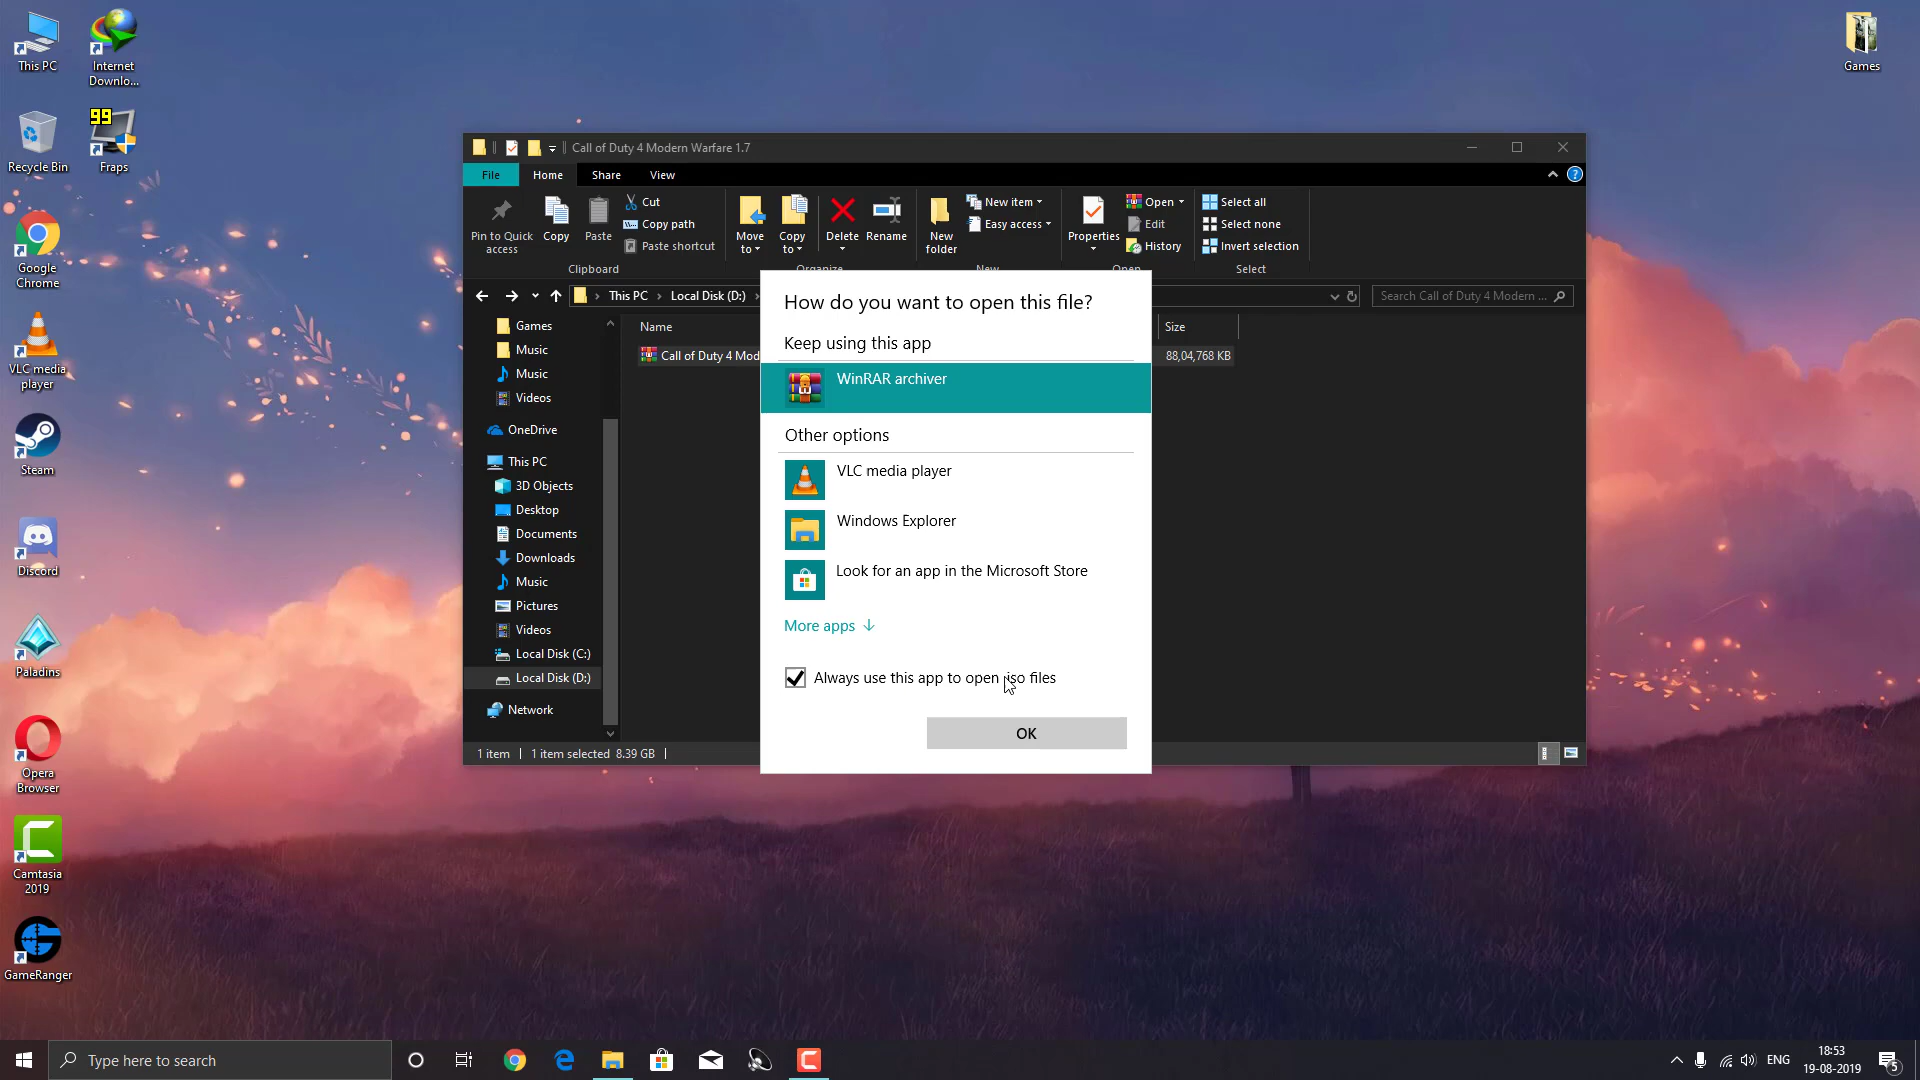 This PC
Internet
Downlo...
Games
Recycle Bin
99
Fraps
Google
Chrome
VLC media
player
Steam
Discord
Paladins
Opera
Browser
Camtasia
2019
GameRanger
Call of Duty 4 Modern Warfare 1.7
File
Home
Share
View
Pin to Quick
access
Copy
Paste
Cut
Copy path
Paste shortcut
Clipboard
Move
to
Copy
to
Delete
Rename
Organize
New
folder
New item
Easy access
New
Properties
Open
Edit
History
Open
Select all
Select none
Invert selection
Select
This PC
Local Disk (D:)
Search Call of Duty 4 Modern ...
Games
Music
Music
Videos
OneDrive
This PC
3D Objects
Desktop
Documents
Downloads
Music
Pictures
Videos
Local Disk (C:)
Local Disk (D:)
Network
Name
Size
Call of Duty 4 Mod
88,04,768 KB
1 item
1 item selected 8.39 GB
How do you want to open this file?
Keep using this app
WinRAR archiver
Other options
VLC media player
Windows Explorer
Look for an app in the Microsoft Store
More apps
Always use this app to open .iso files
OK
Type here to search
ENG
18:53
19-08-2019
5